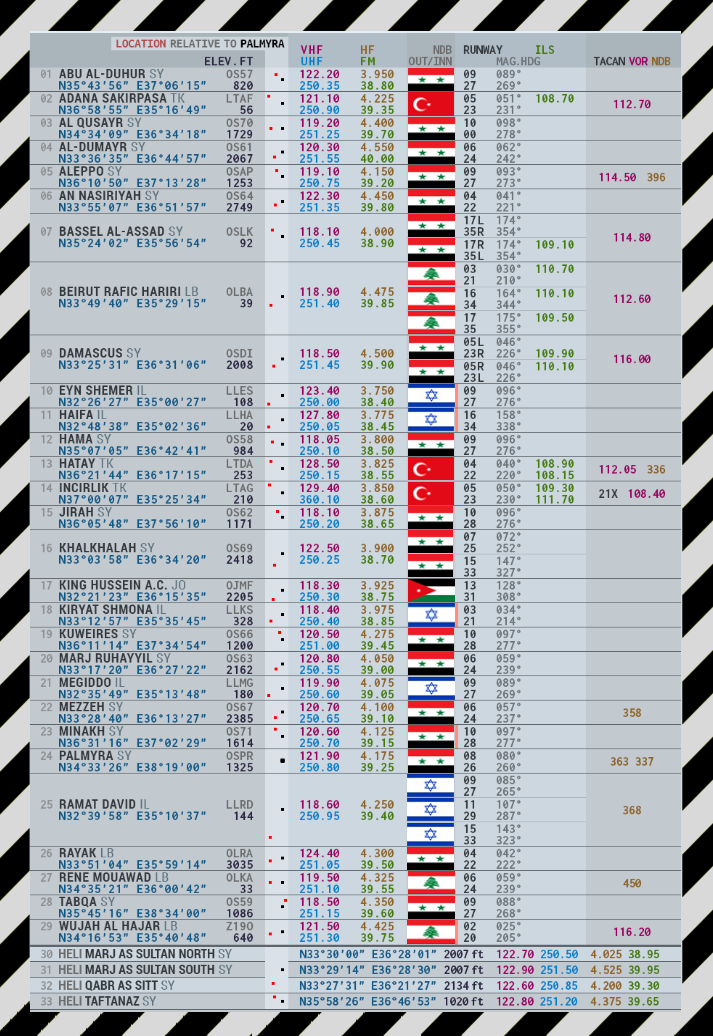 LOCATION RELATIVE TO PALMYRA VHF HF NDB RUNWAY ILS
ELEV.FT UHF FM OUT/INN MAG.HDG TACAN VOR NDB
01 ABU AL-DUHUR SY OS57 122.20 3.950 09 089°
N35°43'56" E37°06'15" 820 250.35 38.80 27 269°
02 ADANA SAKIRPASA TK LTAF 121.10 4.225 05 051° 108.70 112.70
N36°58'55" E35°16'49" 56 250.90 39.35 23 231°
03 AL QUSAYR SY OS70 119.20 4.400 10 098°
N34°34'09" E36°34'18" 1729 251.25 39.70 00 278°
04 AL-DUMAYR SY OS61 120.30 4.550 06 062°
N33°36'35" E36°44'57" 2067 251.55 40.00 24 242°
05 ALEPPO SY OSAP 119.10 4.150 09 093° 114.50 396
N36°10'50" E37°13'28" 1253 250.75 39.20 27 273°
06 AN NASIRIYAH SY OS64 122.30 4.450 04 041°
N33°55'07" E36°51'57" 2749 251.35 39.80 22 221°
17L 174°
07 BASSEL AL-ASSAD SY OSLK 118.10 4.000 35R 354° 114.80
N35°24'02" E35°56'54" 92 250.45 38.90 17R 174° 109.10
35L 354°
03 030° 110.70
21 210°
08 BEIRUT RAFIC HARIRI LB OLBA 118.90 4.475 16 164° 110.10 112.60
N33°49'40" E35°29'15" 39 251.40 39.85 34 344°
17 175° 109.50
35 355°
05L 046°
09 DAMASCUS SY OSDI 118.50 4.500 23R 226° 109.90 116.00
N33°25'31" E36°31'06" 2008 251.45 39.90 05R 046° 110.10
23L 226°
10 EYN SHEMER IL LLES 123.40 3.750 09 096°
N32°26'27" E35°00'27" 108 250.00 38.40 27 276°
11 HAIFA IL LLHA 127.80 3.775 16 158°
N32°48'38" E35°02'36" 20 250.05 38.45 34 338°
12 HAMA SY OS58 118.05 3.800 09 096°
N35°07'05" E36°42'41" 984 250.10 38.50 27 276°
13 HATAY TK LTDA 128.50 3.825 04 040° 108.90 112.05 336
N36°21'44" E36°17'15" 253 250.15 38.55 22 220° 108.15
14 INCIRLIK TK LTAG 129.40 3.850 05 050° 109.30 21X 108.40
N37°00'07" E35°25'34" 210 360.10 38.60 23 230° 111.70
15 JIRAH SY OS62 118.10 3.875 10 096°
N36°05'48" E37°56'10" 1171 250.20 38.65 28 276°
07 072°
16 KHALKHALAH SY OS69 122.50 3.900 25 252°
N33°03'58" E36°34'20" 2418 250.25 38.70 15 147°
33 327°
17 KING HUSSEIN A.C. JO OJMF 118.30 3.925 13 128°
N32°21'23" E36°15'35" 2205 250.30 38.75 31 308°
18 KIRYAT SHMONA IL LLKS 118.40 3.975 03 034°
N33°12'57" E35°35'45" 328 250.40 38.85 21 214°
19 KUWEIRES SY OS66 120.50 4.275 10 097°
N36°11'14" E37°34'54" 1200 251.00 39.45 28 277°
20 MARJ RUHAYYIL SY OS63 120.80 4.050 06 059°
N33°17'20" E36°27'22" 2162 250.55 39.00 24 239°
21 MEGIDDO IL LLMG 119.90 4.075 09 089°
N32°35'49" E35°13'48" 180 250.60 39.05 27 269°
22 MEZZEH SY OS67 120.70 4.100 06 057° 358
N33°28'40" E36°13'27" 2385 250.65 39.10 24 237°
23 MINAKH SY OS71 120.60 4.125 10 097°
N36°31'16" E37°02'29" 1614 250.70 39.15 28 277°
24 PALMYRA SY OSPR 121.90 4.175 08 080° 363 337
N34°33'26" E38°19'00" 1325 250.80 39.25 26 260°
09 085°
27 265°
25 RAMAT DAVID IL LLRD 118.60 4.250 11 107° 368
N32°39'58" E35°10'37" 144 250.95 39.40 29 287°
15 143°
33 323°
26 RAYAK LB OLRA 124.40 4.300 04 042°
N33°51'04" E35°59'14" 3035 251.05 39.50 22 222°
27 RENE MOUAWAD LB OLKA 119.50 4.325 06 059° 450
N34°35'21" E36°00'42" 33 251.10 39.55 24 239°
28 TABQA SY OS59 118.50 4.350 09 088°
N35°45'16" E38°34'00" 1086 251.15 39.60 27 268°
29 WUJAH AL HAJAR LB Z19O 121.50 4.425 02 025° 116.20
N34°16'53" E35°40'48" 640 251.30 39.75 20 205°
30 HELI MARJ AS SULTAN NORTH SY N33°30'00" E36°28'01" 2007 ft 122.70 250.50 4.025 38.95
31 HELI MARJ AS SULTAN SOUTH SY N33°29'14" E36°28'30" 2007 ft 122.90 251.50 4.525 39.95
32 HELI QABR AS SITT SY N33°27'31" E36°21'27" 2134 ft 122.60 250.85 4.200 39.30
33 HELI TAFTANAZ SY N35°58'26" E36°46'53" 1020 ft 122.80 251.20 4.375 39.65